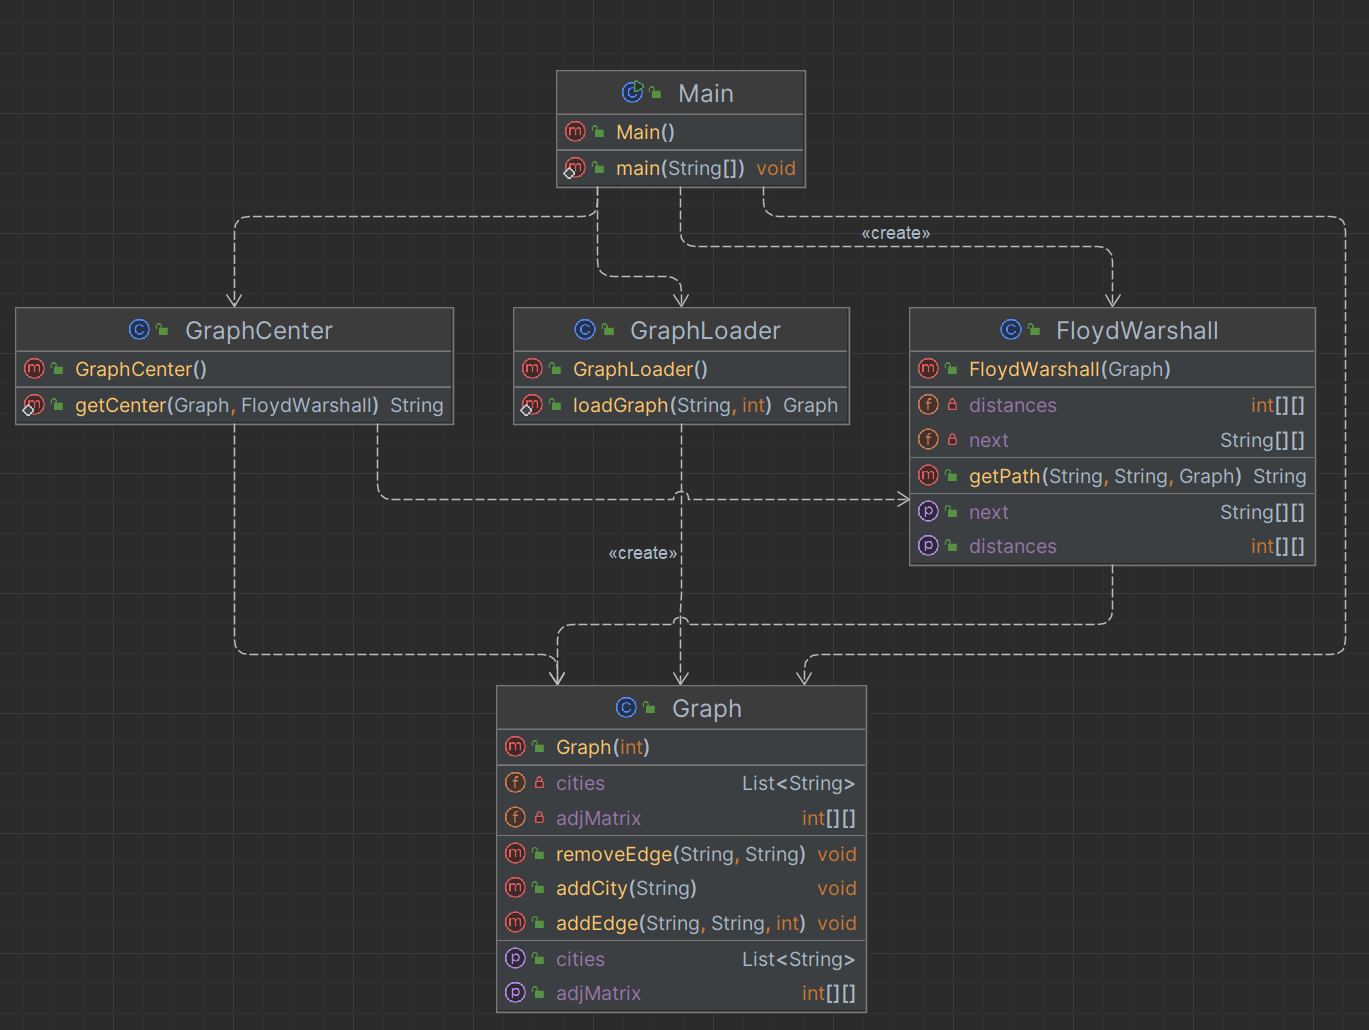 Main
Main()
main(String[]) void
«create»
GraphCenter
GraphCenter()
getCenter(Graph, FloydWarshall) String
GraphLoader
GraphLoader()
loadGraph(String, int) Graph
FloydWarshall
FloydWarshall(Graph)
distances int[][]
next String[][]
getPath(String, String, Graph) String
next String[][]
distances int[][]
«create»
Graph
Graph(int)
cities List<String>
adjMatrix int[][]
removeEdge(String, String) void
addCity(String) void
addEdge(String, String, int) void
cities List<String>
adjMatrix int[][]